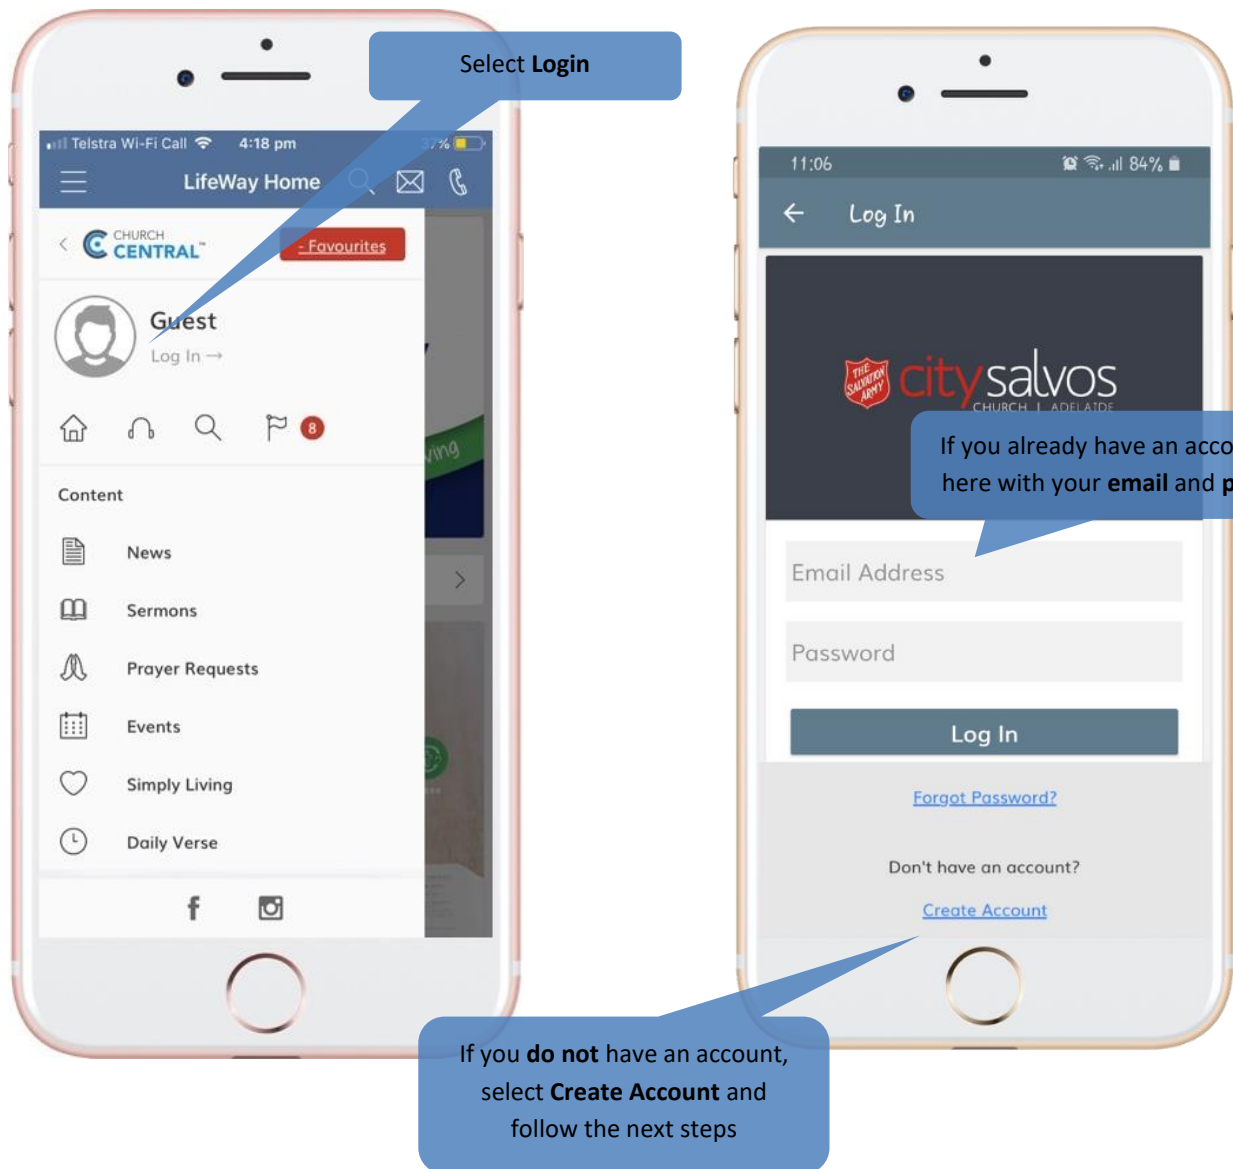 Select Login
Telstra Wi-Fi Call 4:18 pm 37%
LifeWay Home
CHURCH
CENTRAL™
- Favourites
Guest
Log In →
8
Content
News
Sermons
Prayer Requests
Events
Simply Living
Daily Verse
f
ving
11:06 84%
Log In
THE
SALVATION
ARMY
citysalvos
CHURCH | ADELAIDE
If you already have an acco
here with your email and p
Email Address
Password
Log In
Forgot Password?
Don't have an account?
Create Account
If you do not have an account,
select Create Account and
follow the next steps